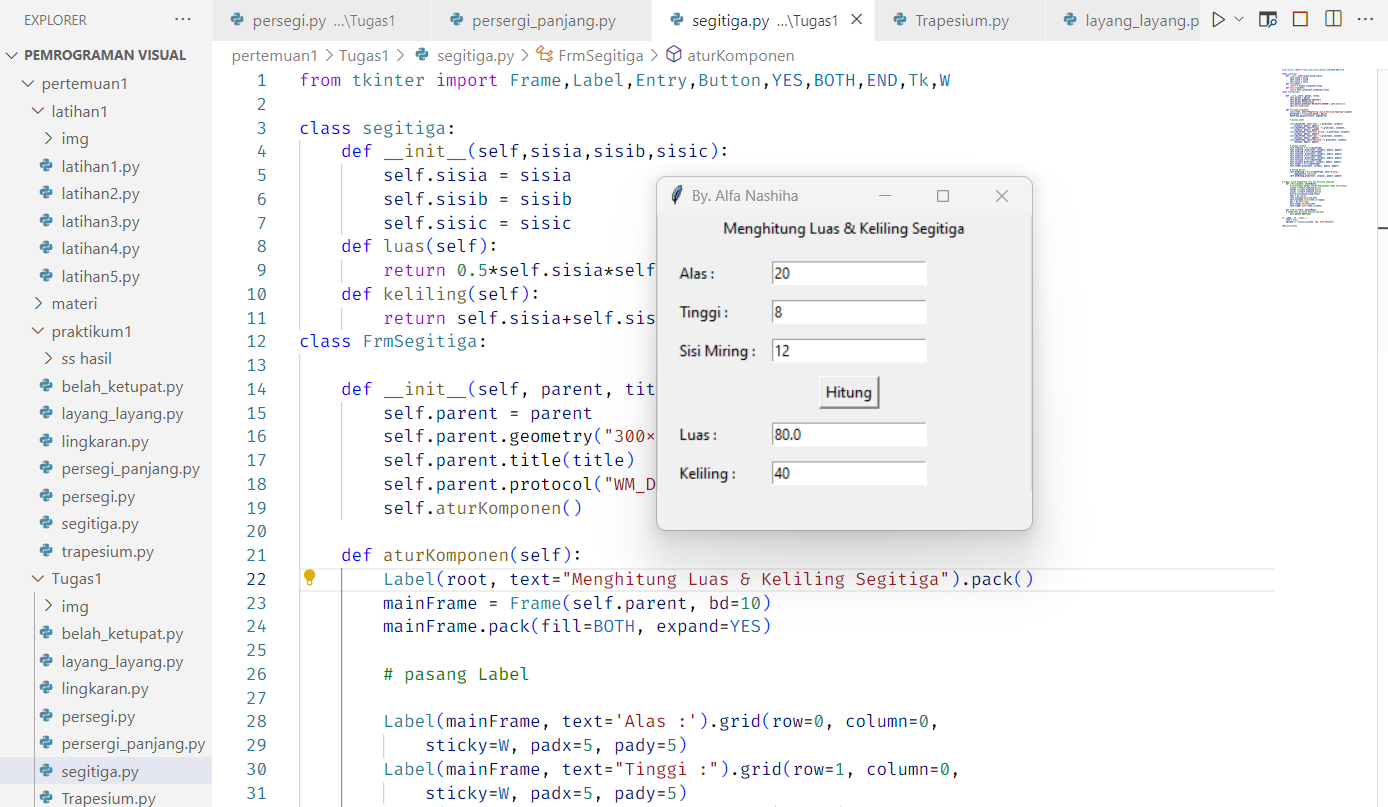 EXPLORER
PEMROGRAMAN VISUAL
pertemuan1
latihan1
img
latihan1.py
latihan2.py
latihan3.py
latihan4.py
latihan5.py
materi
praktikum1
ss hasil
belah_ketupat.py
layang_layang.py
lingkaran.py
persegi_panjang.py
persegi.py
segitiga.py
trapesium.py
Tugas1
img
belah_ketupat.py
layang_layang.py
lingkaran.py
persegi.py
persergi_panjang.py
segitiga.py
Trapesium.py
persegi.py ...\Tugas1 persergi_panjang.py segitiga.py ...\Tugas1 Trapesium.py layang_layang.p
pertemuan1 > Tugas1 > segitiga.py > FrmSegitiga > aturKomponen
1 from tkinter import Frame,Label,Entry,Button,YES,BOTH,END,Tk,W
2
3 class segitiga:
4 def __init__(self,sisia,sisib,sisic):
5 self.sisia = sisia
6 self.sisib = sisib
7 self.sisic = sisic
8 def luas(self):
9 return 0.5*self.sisia*self
10 def keliling(self):
11 return self.sisia+self.sis
12 class FrmSegitiga:
13
14 def __init__(self, parent, tit
15 self.parent = parent
16 self.parent.geometry("300×
17 self.parent.title(title)
18 self.parent.protocol("WM_D
19 self.aturKomponen()
20
21 def aturKomponen(self):
22 Label(root, text="Menghitung Luas & Keliling Segitiga").pack()
23 mainFrame = Frame(self.parent, bd=10)
24 mainFrame.pack(fill=BOTH, expand=YES)
25
26 # pasang Label
27
28 Label(mainFrame, text='Alas :').grid(row=0, column=0,
29 sticky=W, padx=5, pady=5)
30 Label(mainFrame, text="Tinggi :").grid(row=1, column=0,
31 sticky=W, padx=5, pady=5)
By. Alfa Nashiha
Menghitung Luas & Keliling Segitiga
Alas : 20
Tinggi : 8
Sisi Miring : 12
Hitung
Luas : 80.0
Keliling : 40